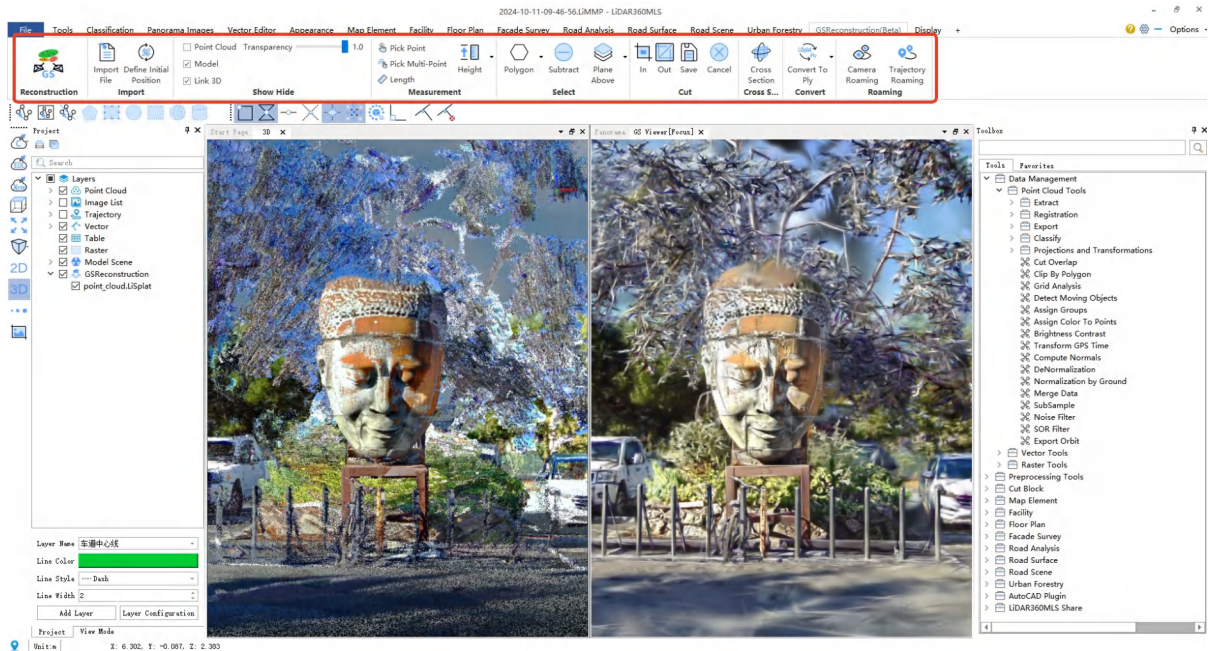 2024-10-11-09-46-56.LiMMP - LiDAR360MLS
File Tools Classification Panorama Images Vector Editor Appearance Map Element Facility Floor Plan Facade Survey Road Analysis Road Surface Road Scene Urban Forestry GSReconstruction(Beta) Display + Options
Point Cloud Transparency 1.0
Model
Link 3D
Pick Point
Pick Multi-Point
Length
GS
Import File
Define Initial Position
Height
Polygon
Subtract
Plane Above
In
Out
Save
Cancel
Cross Section
Convert To Ply
Camera Roaming
Trajectory Roaming
Reconstruction Import Show Hide Measurement Select Cut Cross S... Convert Roaming
Project
Search
Layers
Point Cloud
Image List
Trajectory
Vector
Table
Raster
Model Scene
GSReconstruction
point_cloud.LiSplat
2D
3D
Layer Name 车道中心线
Line Color
Line Style ---- Dash
Line Width 2
Add Layer Layer Configuration
Project View Mode
Unit:m X: 6.302, Y: -0.087, Z: 2.383
Start Page 3D
Panorama GS Viewer[Focus]
Toolbox
Tools Favorites
Data Management
Point Cloud Tools
Extract
Registration
Export
Classify
Projections and Transformations
Cut Overlap
Clip By Polygon
Grid Analysis
Detect Moving Objects
Assign Groups
Assign Color To Points
Brightness Contrast
Transform GPS Time
Compute Normals
DeNormalization
Normalization by Ground
Merge Data
SubSample
Noise Filter
SOR Filter
Export Orbit
Vector Tools
Raster Tools
Preprocessing Tools
Cut Block
Map Element
Facility
Floor Plan
Facade Survey
Road Analysis
Road Surface
Road Scene
Urban Forestry
AutoCAD Plugin
LiDAR360MLS Share